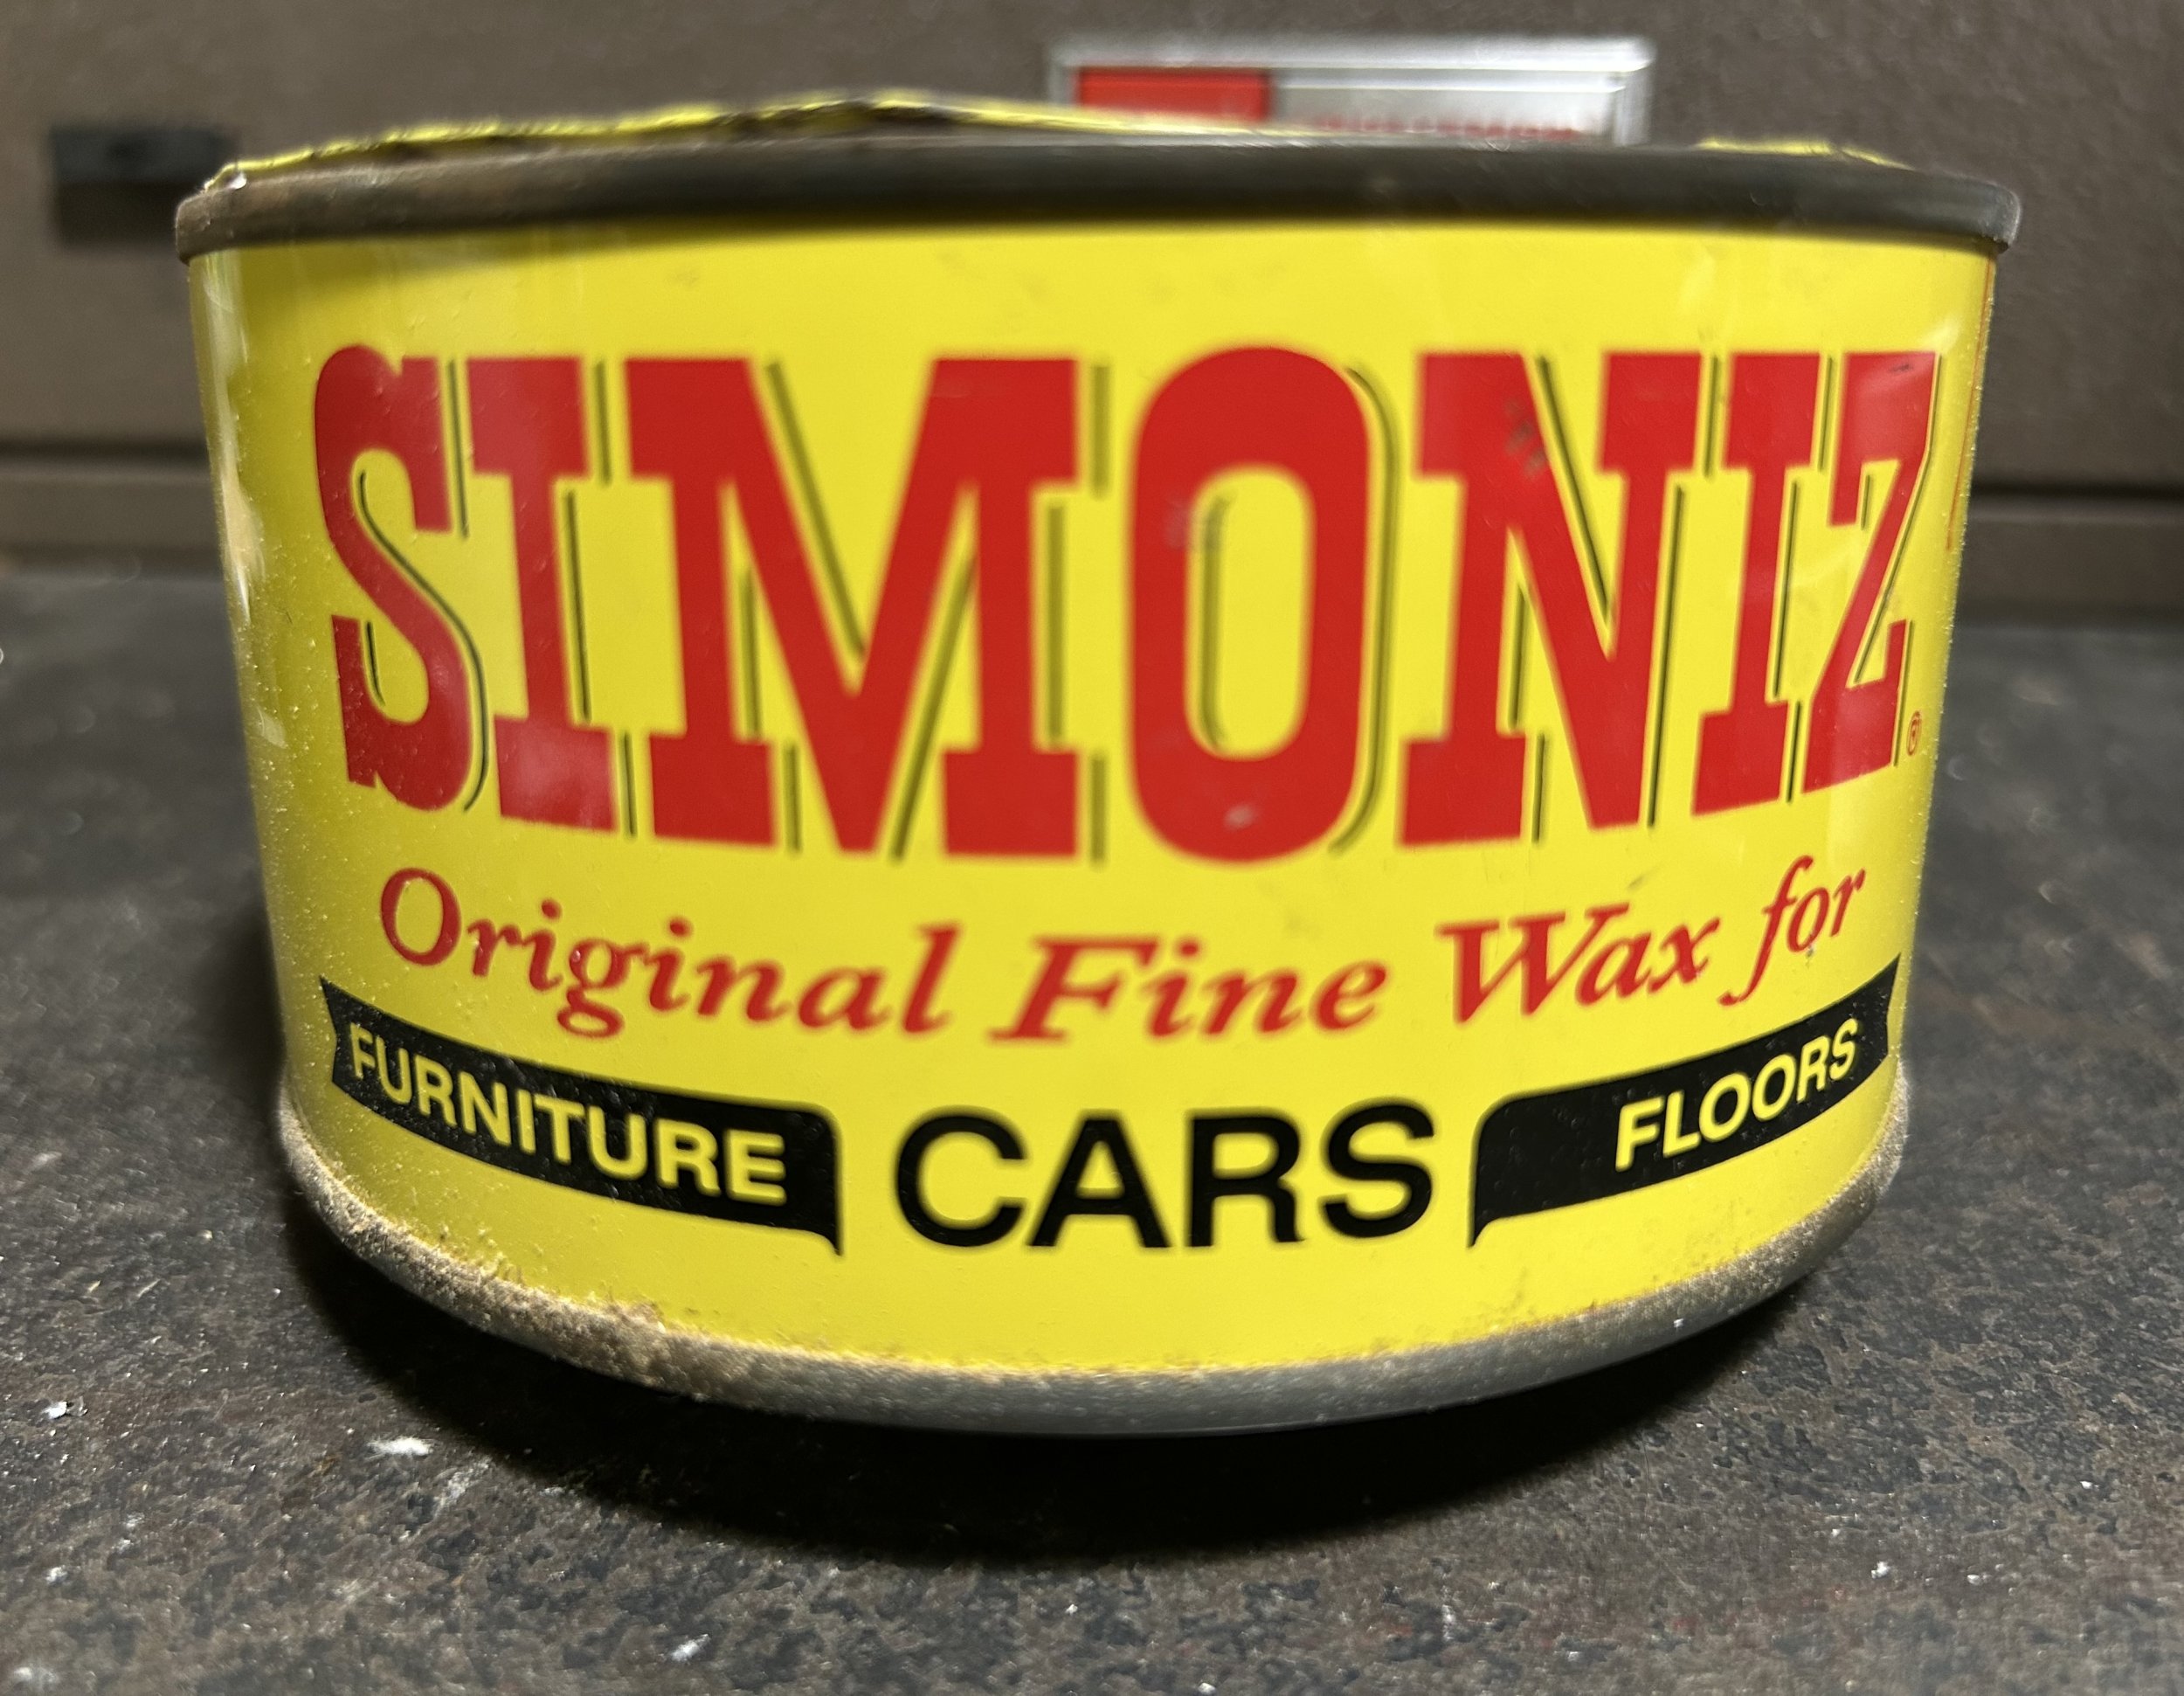 SIMONIZ®
Original Fine Wax for
FURNITURE CARS FLOORS